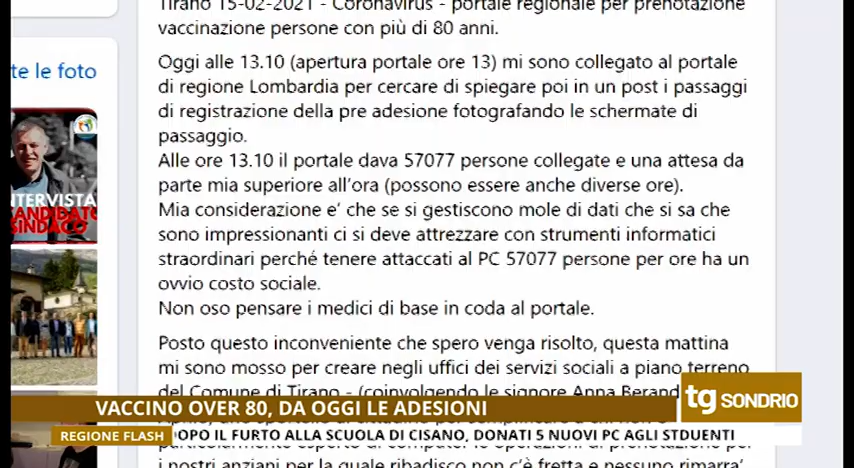 Tirano 15-02-2021 - Coronavirus - portale regionale per prenotazione
vaccinazione persone con più di 80 anni.
Oggi alle 13.10 (apertura portale ore 13) mi sono collegato al portale
di regione Lombardia per cercare di spiegare poi in un post i passaggi
di registrazione della pre adesione fotografando le schermate di
passaggio.
Alle ore 13.10 il portale dava 57077 persone collegate e una attesa da
parte mia superiore all'ora (possono essere anche diverse ore).
Mia considerazione e' che se si gestiscono mole di dati che si sa che
sono impressionanti ci si deve attrezzare con strumenti informatici
straordinari perché tenere attaccati al PC 57077 persone per ore ha un
ovvio costo sociale.
Non oso pensare i medici di base in coda al portale.
Posto questo inconveniente che spero venga risolto, questa mattina
mi sono mosso per creare negli uffici dei servizi sociali a piano terreno
del Comune di Tirano - (coinvolgendo le signore Anna Berand
i nostri anziani per la quale ribadisco non c'è fretta e nessuno rimarra'
te le foto
NTERVISTA
CANDIDATO
SINDACO
VACCINO OVER 80, DA OGGI LE ADESIONI
tg SONDRIO
REGIONE FLASH
DOPO IL FURTO ALLA SCUOLA DI CISANO, DONATI 5 NUOVI PC AGLI STDUENTI